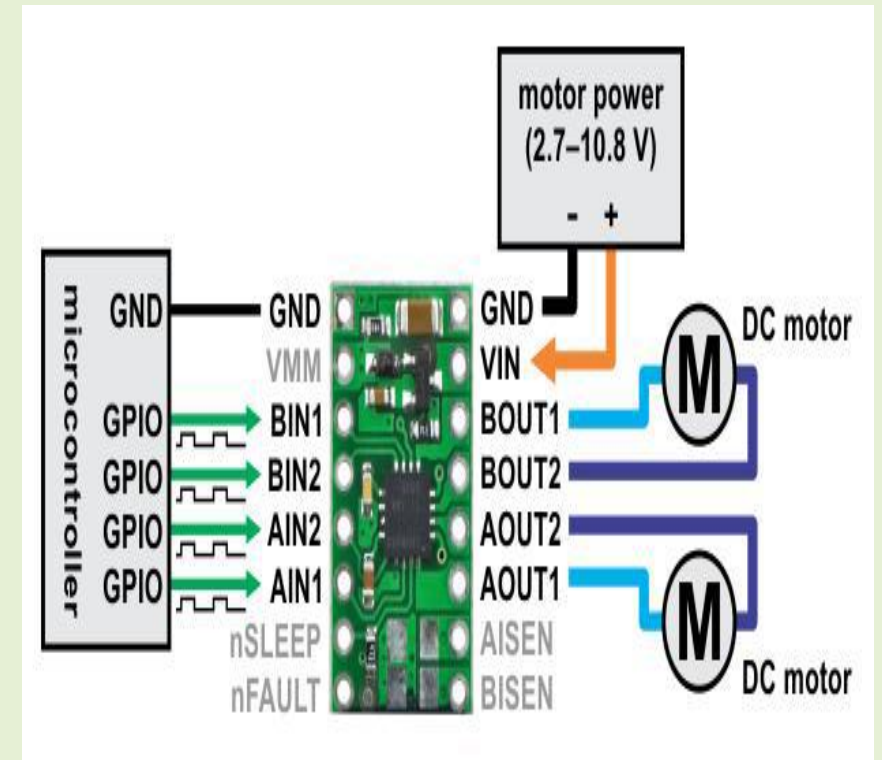 motor power
(2.7–10.8 V)
- +
microcontroller
GND
GPIO
GPIO
GPIO
GPIO
GND
VMM
BIN1
BIN2
AIN2
AIN1
nSLEEP
nFAULT
GND
VIN
BOUT1
BOUT2
AOUT2
AOUT1
AISEN
BISEN
M
DC motor
M
DC motor